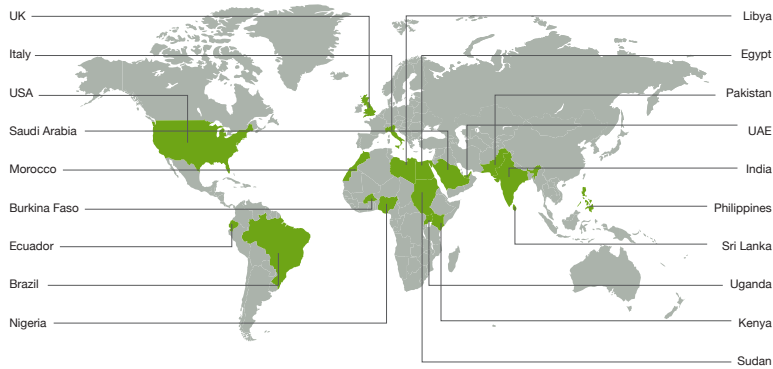 UK
Italy
USA
Saudi Arabia
Morocco
Burkina Faso
Ecuador
Brazil
Nigeria
Libya
Egypt
Pakistan
UAE
India
Philippines
Sri Lanka
Uganda
Kenya
Sudan